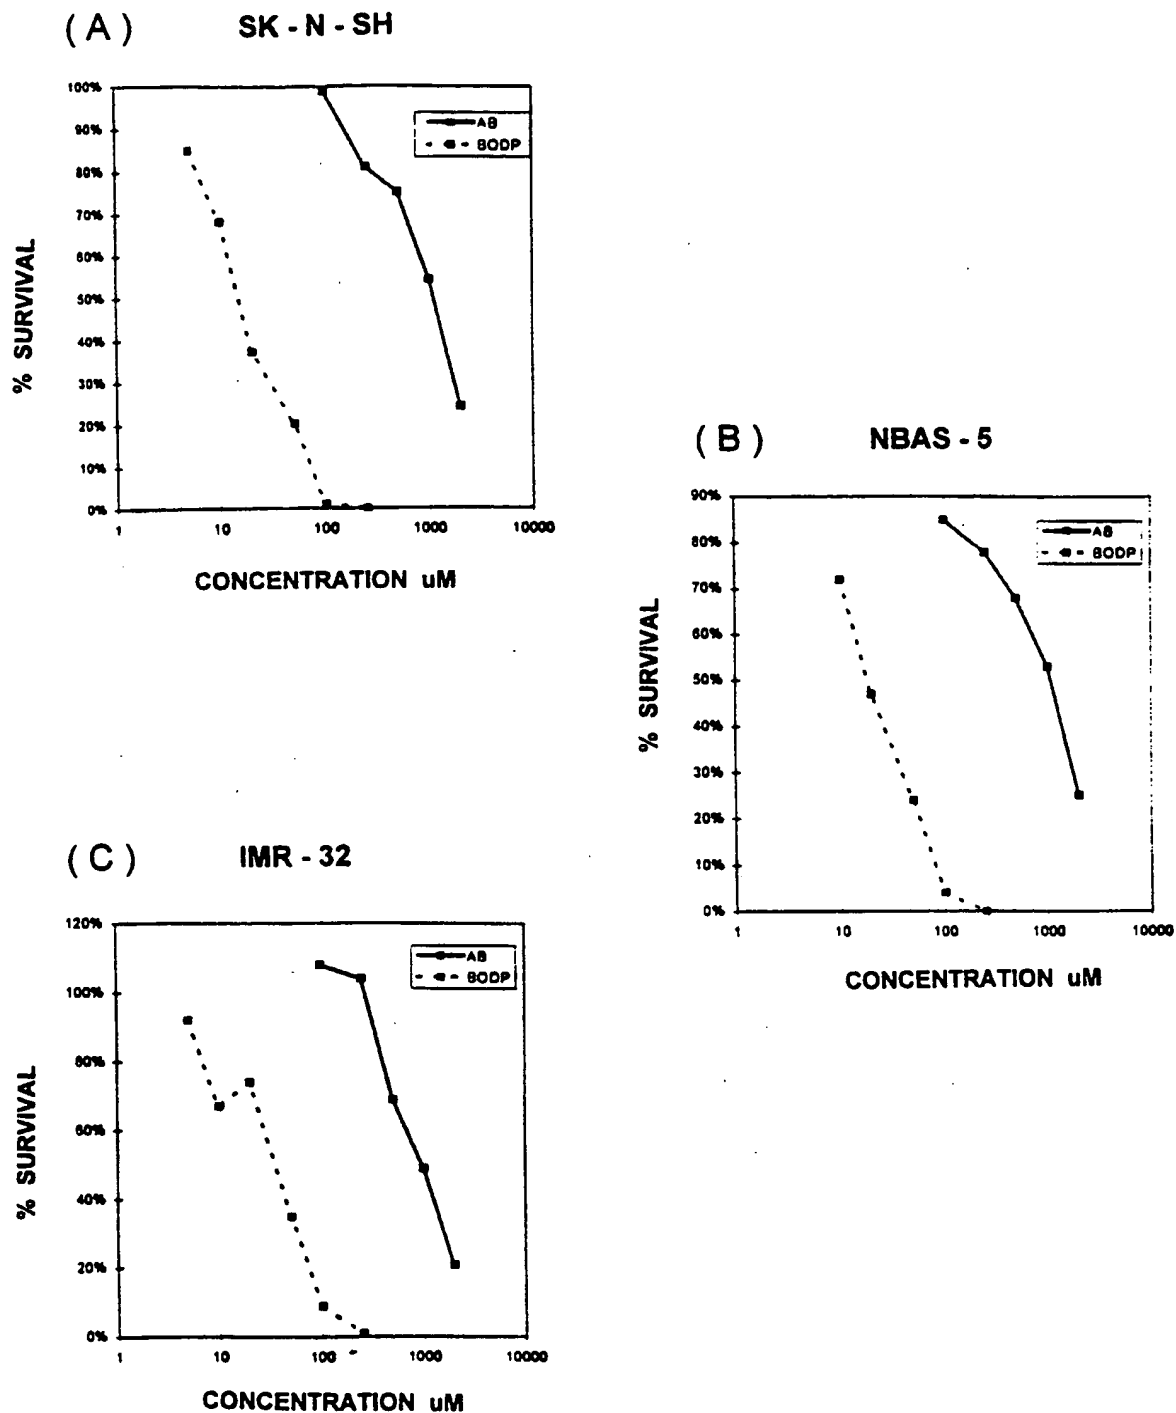 ( A )
SK - N - SH
100%
90%
80%
70%
60%
50%
40%
30%
20%
10%
0%
1 10 100 1000 10000
AB
BODP
% SURVIVAL
CONCENTRATION uM
( B )
NBAS - 5
90%
80%
70%
60%
50%
40%
30%
20%
10%
0%
1 10 100 1000 10000
AB
BODP
% SURVIVAL
CONCENTRATION uM
( C )
IMR - 32
120%
100%
80%
60%
40%
20%
0%
1 10 100 1000 10000
AB
BODP
% SURVIVAL
CONCENTRATION uM